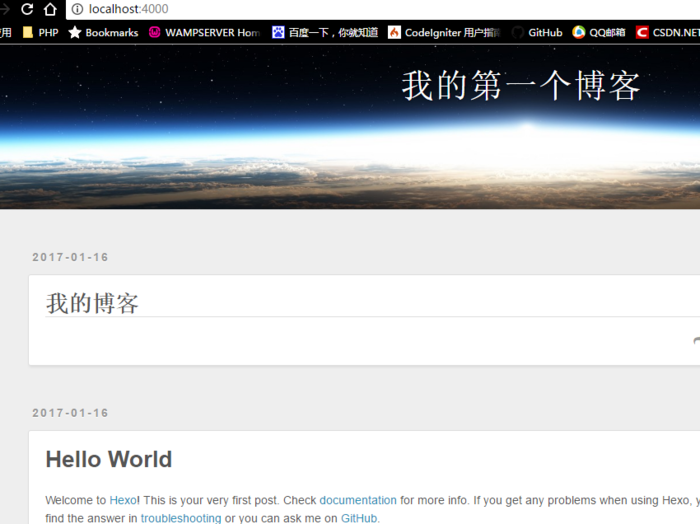 localhost:4000
用 PHP Bookmarks WAMPSERVER Hom 百度一下，你就知道 CodeIgniter 用户指南 GitHub QQ邮箱 CSDN.NET
我的第一个博客
2017-01-16
我的博客
2017-01-16
Hello World
Welcome to Hexo! This is your very first post. Check documentation for more info. If you get any problems when using Hexo, y
find the answer in troubleshooting or you can ask me on GitHub.